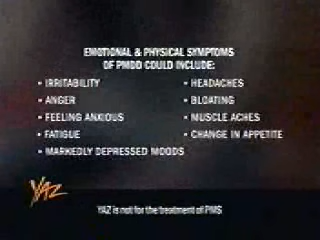 EMOTIONAL & PHYSICAL SYMPTOMS
OF PMDD COULD INCLUDE:
• IRRITABILITY
• ANGER
• FEELING ANXIOUS
• FATIGUE
• MARKEDLY DEPRESSED MOODS
• HEADACHES
• BLOATING
• MUSCLE ACHES
• CHANGE IN APPETITE
YAZ
YAZ is not for the treatment of PMS